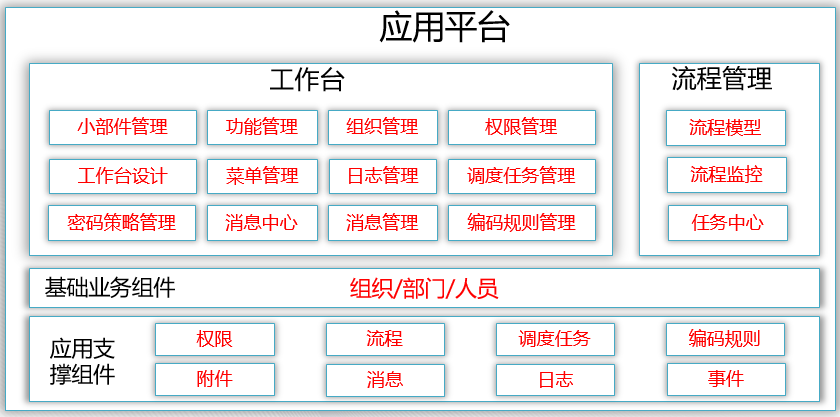 应用平台
工作台
小部件管理 功能管理 组织管理 权限管理
工作台设计 菜单管理 日志管理 调度任务管理
密码策略管理 消息中心 消息管理 编码规则管理
流程管理
流程模型
流程监控
任务中心
基础业务组件 组织/部门/人员
应用支
撑组件
权限 流程 调度任务 编码规则
附件 消息 日志 事件